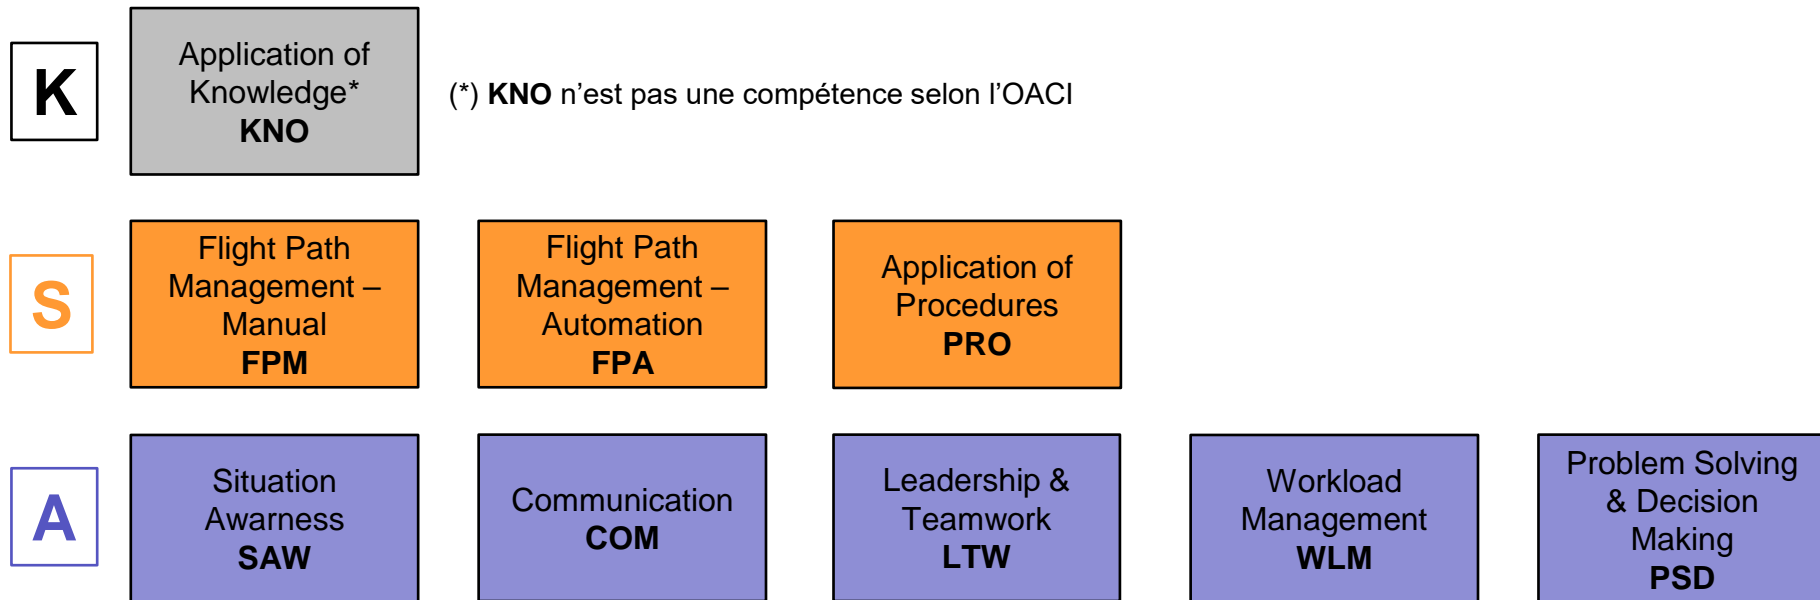 K
Application of
Knowledge*
KNO
(*) KNO n’est pas une compétence selon l’OACI
S
Flight Path
Management –
Manual
FPM
Flight Path
Management –
Automation
FPA
Application of
Procedures
PRO
A
Situation
Awarness
SAW
Communication
COM
Leadership &
Teamwork
LTW
Workload
Management
WLM
Problem Solving
& Decision
Making
PSD